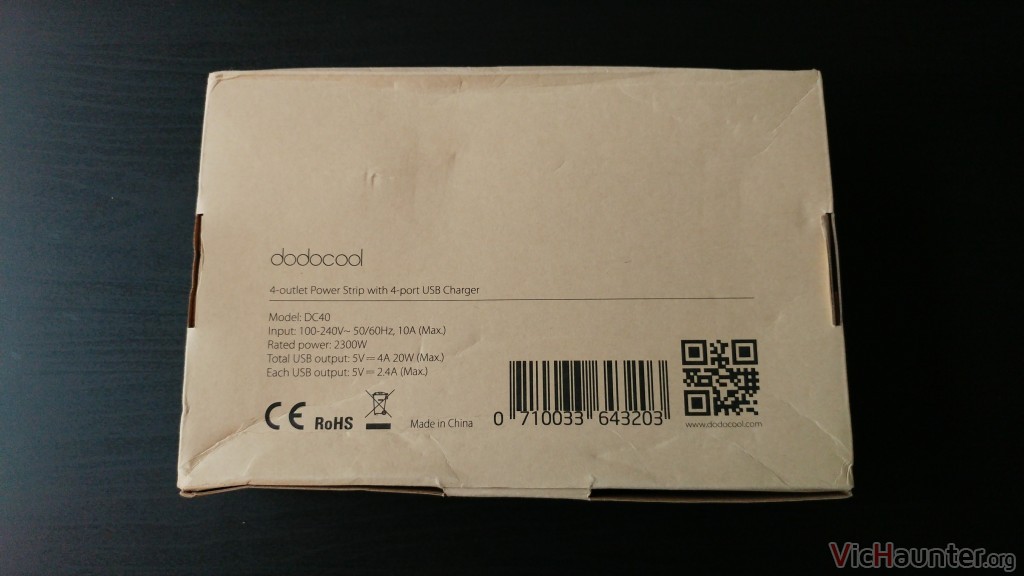 dodocool
4-outlet Power Strip with 4-port USB Charger
Model: DC40
Input: 100-240V~ 50/60Hz, 10A (Max.)
Rated power: 2300W
Total USB output: 5V⎓4A 20W (Max.)
Each USB output: 5V⎓2.4A (Max.)
CE RoHS
Made in China
0 710033 643203
www.dodocool.com
VicHaunter.org